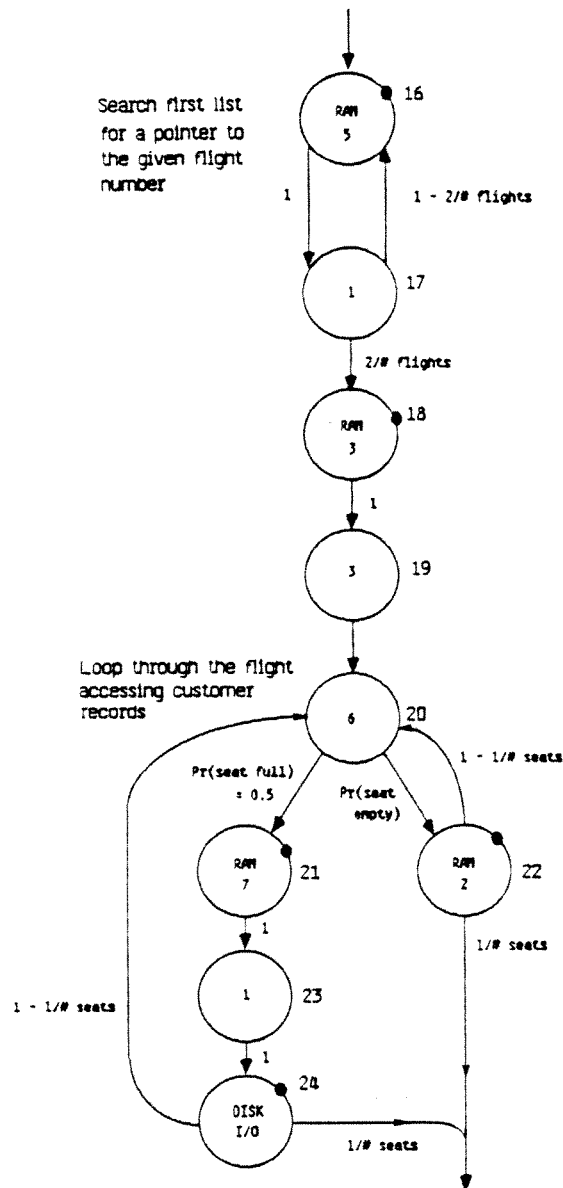 RAM
5
16
Search first list
for a pointer to
the given flight
number
1
1 - 2/# flights
1
17
2/# flights
RAM
3
18
1
3
19
Loop through the flight
accessing customer
records
6
20
Pr(seat full)
= 0.5
Pr(seat
empty)
1 - 1/# seats
RAM
7
21
RAM
2
22
1
1/# seats
1
23
1 - 1/# seats
1
DISK
I/O
24
1/# seats